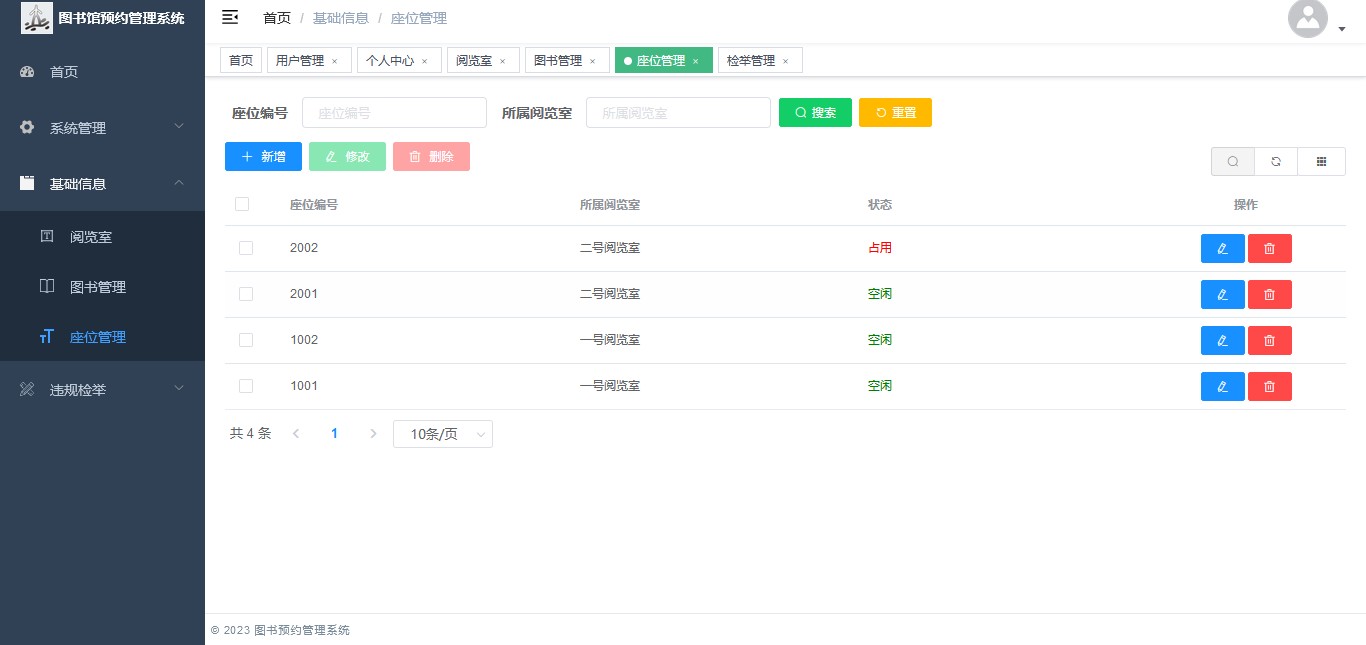 图书馆预约管理系统
首页 / 基础信息 / 座位管理
首页
系统管理
基础信息
阅览室
图书管理
座位管理
违规检举
首页 用户管理 × 个人中心 × 阅览室 × 图书管理 × 座位管理 × 检举管理 ×
座位编号 座位编号 所属阅览室 所属阅览室 搜索 重置
新增 修改 删除
座位编号 所属阅览室 状态 操作
2002 二号阅览室 占用
2001 二号阅览室 空闲
1002 一号阅览室 空闲
1001 一号阅览室 空闲
共 4 条 1 10条/页
© 2023 图书预约管理系统